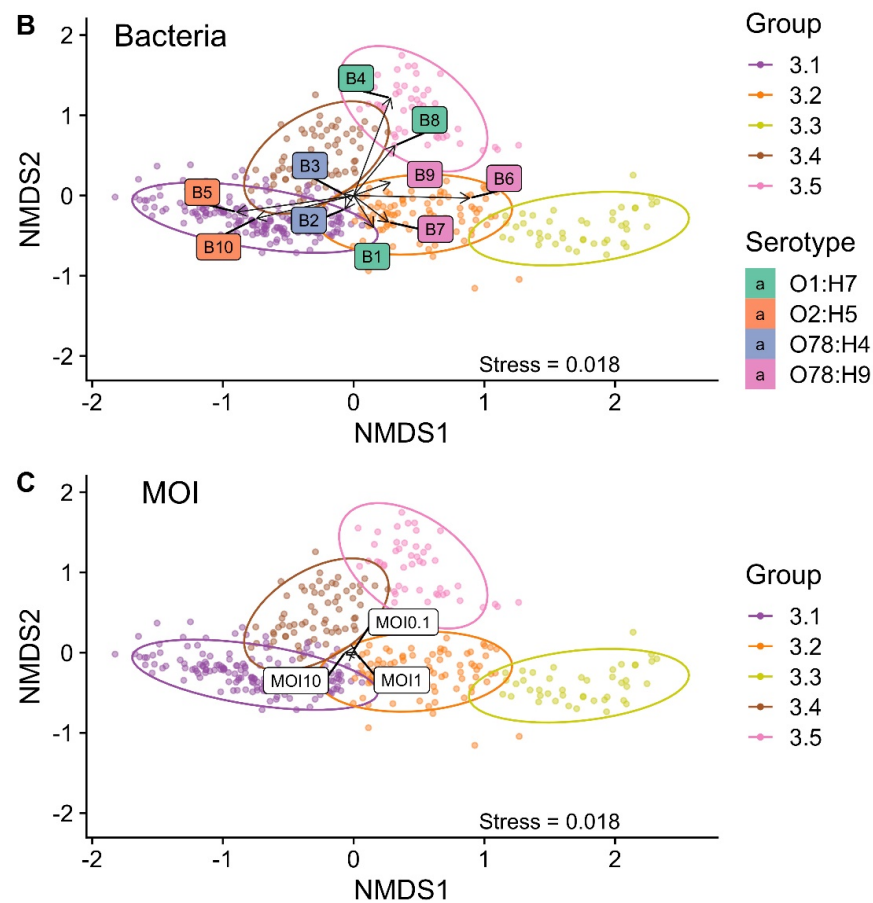 B
Bacteria
2
1
0
-1
-2
NMDS2
B4
B8
B3
B9
B6
B5
B2
B10
B7
B1
Stress = 0.018
-2 -1 0 1 2
NMDS1
Group
3.1
3.2
3.3
3.4
3.5
Serotype
a O1:H7
a O2:H5
a O78:H4
a O78:H9
C
MOI
2
1
0
-1
-2
NMDS2
MOI0.1
MOI10
MOI1
Stress = 0.018
-2 -1 0 1 2
NMDS1
Group
3.1
3.2
3.3
3.4
3.5